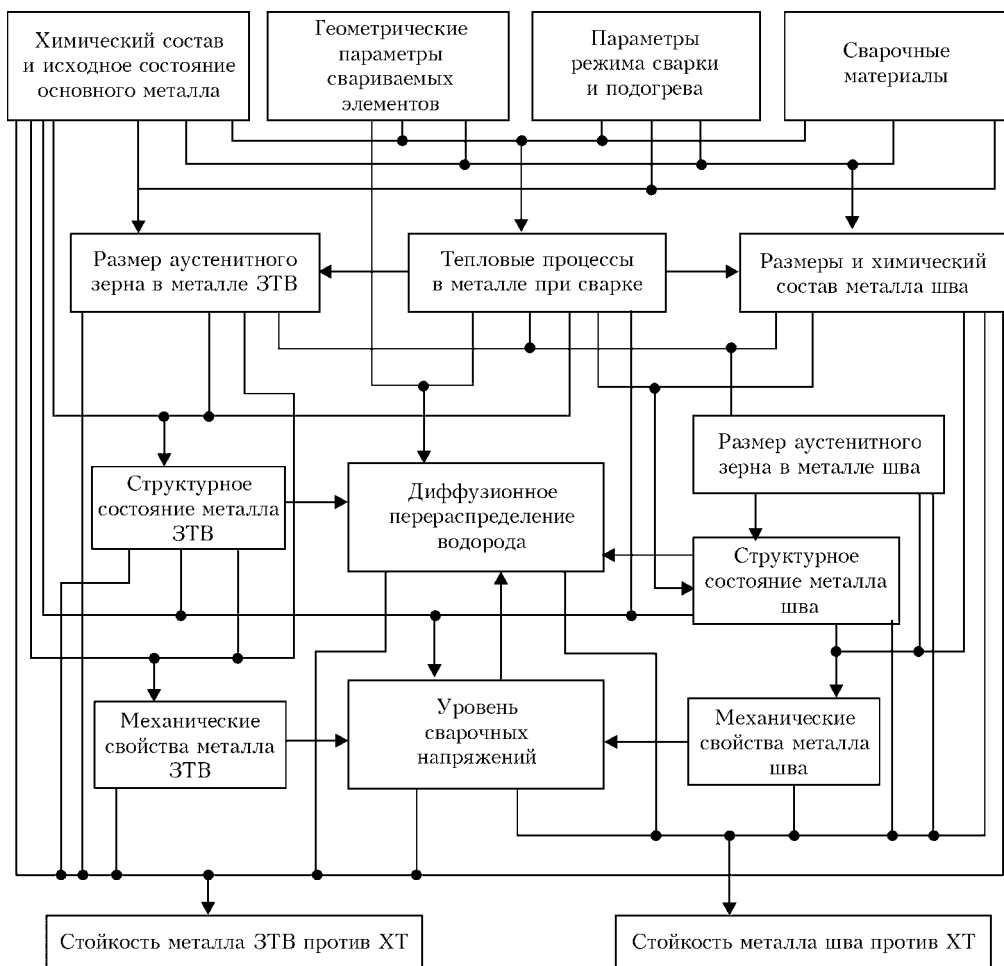 Химический состав
и исходное состояние
основного металла
Геометрические
параметры
свариваемых
элементов
Параметры
режима сварки
и подогрева
Сварочные
материалы
Размер аустенитного
зерна в металле ЗТВ
Тепловые процессы
в металле при сварке
Размеры и химический
состав металла шва
Размер аустенитного
зерна в металле шва
Структурное
состояние металла
ЗТВ
Диффузионное
перераспределение
водорода
Структурное
состояние металла
шва
Механические
свойства металла
ЗТВ
Уровень
сварочных
напряжений
Механические
свойства металла
шва
Стойкость металла ЗТВ против ХТ
Стойкость металла шва против ХТ